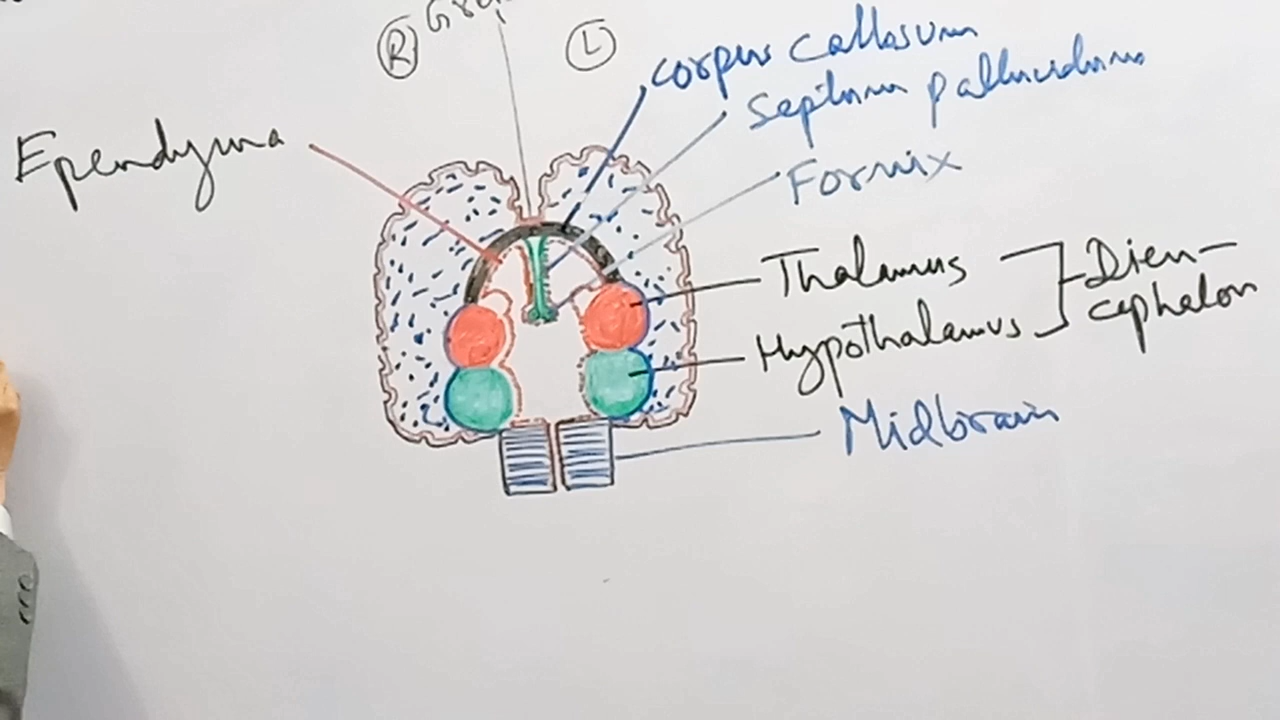 R
L
corpus callosum
Septum pallucidum
Ependyma
Fornix
Thalamus
Hypothalamus
Dien-
cephalon
Midbrain